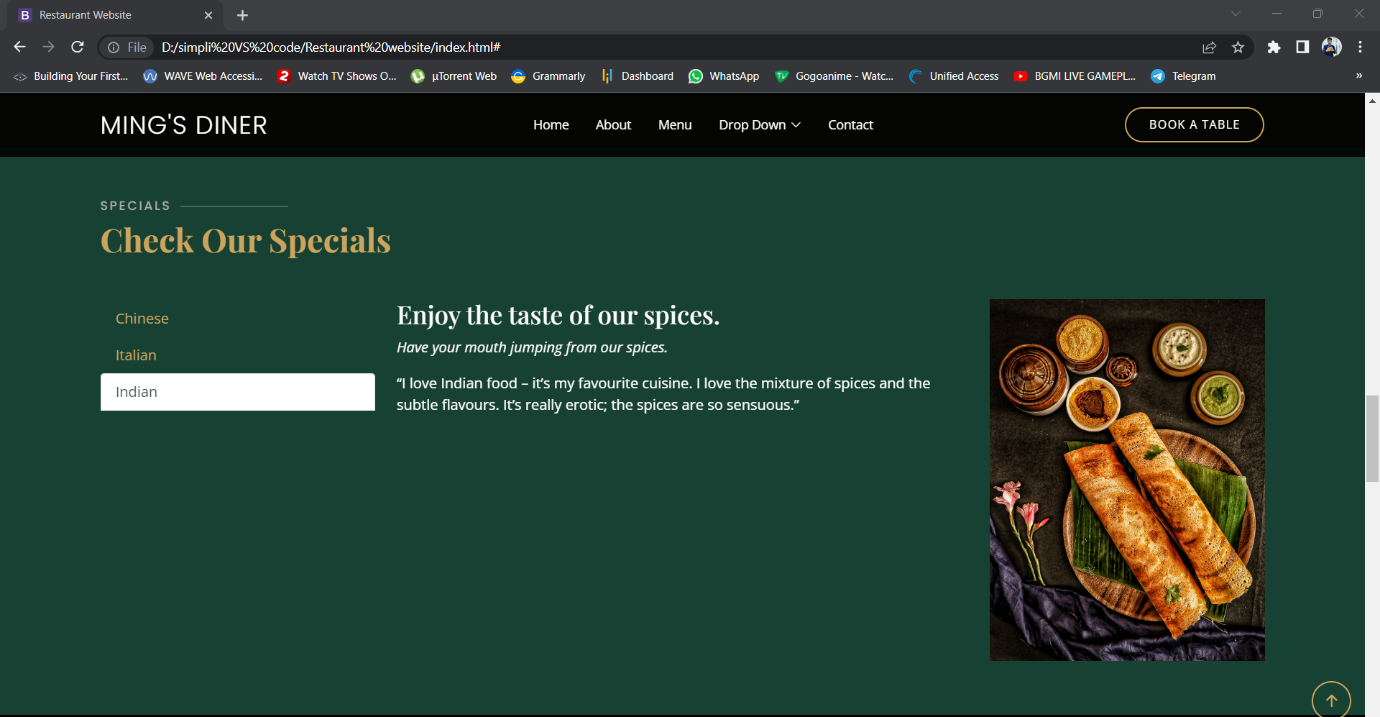 B Restaurant Website
File D:/simpli%20VS%20code/Restaurant%20website/index.html#
Building Your First... WAVE Web Accessi... Watch TV Shows O... µTorrent Web Grammarly Dashboard WhatsApp Gogoanime - Watc... Unified Access BGMI LIVE GAMEPL... Telegram »
MING'S DINER Home About Menu Drop Down Contact BOOK A TABLE
SPECIALS
Check Our Specials
Chinese
Italian
Indian
Enjoy the taste of our spices.
Have your mouth jumping from our spices.
“I love Indian food – it’s my favourite cuisine. I love the mixture of spices and the
subtle flavours. It’s really erotic; the spices are so sensuous.”